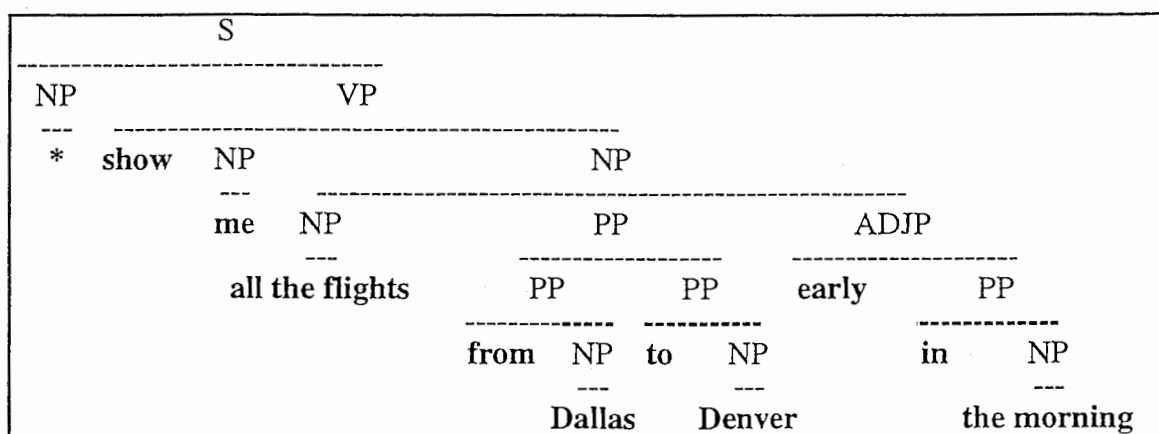 S
NP VP
* show NP NP
me NP PP ADJP
all the flights PP PP early PP
from NP to NP in NP
Dallas Denver the morning